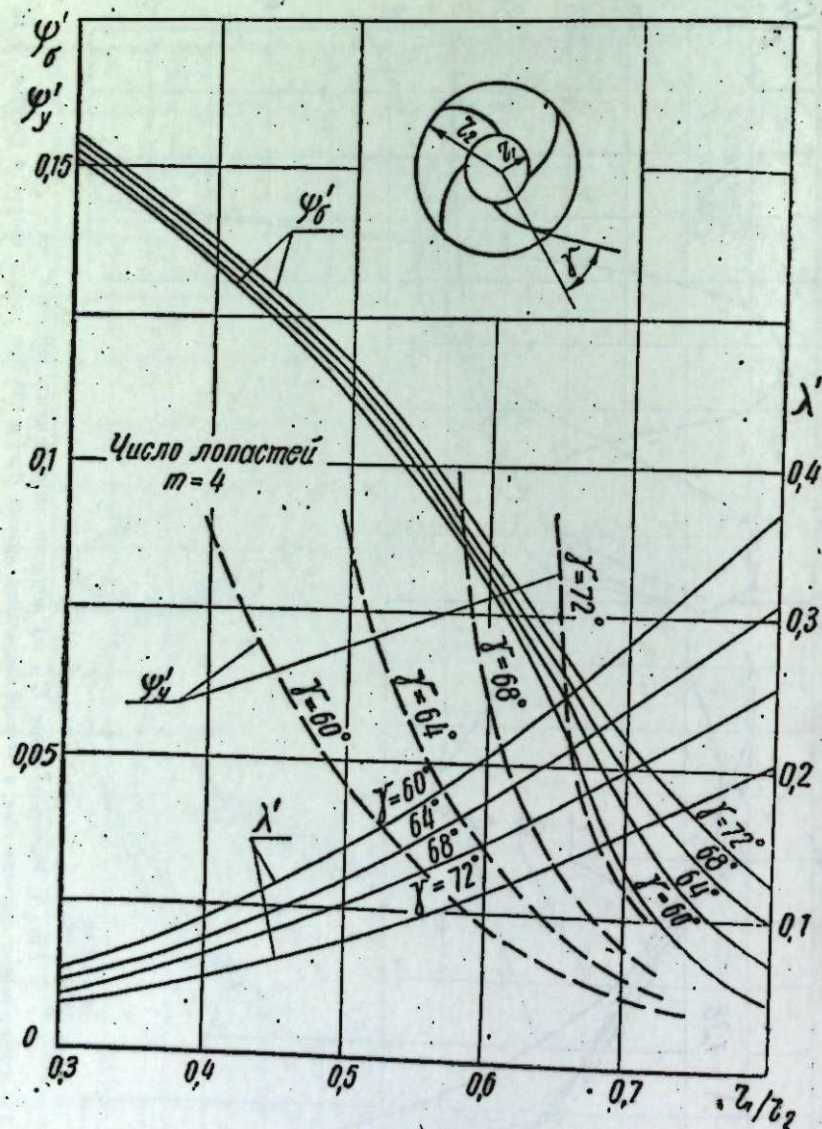 ψ'б
ψ'у
0,15
0,1
0,05
0
r₂
r₁
γ
ψ'б
λ'
0,4
0,3
0,2
0,1
Число лопастей
m = 4
γ=72°
γ=68°
γ=64°
γ=60°
ψ'у
λ'
γ=60°
64°
68°
γ=72°
γ=72°
68°
64°
γ=60°
0,3
0,4
0,5
0,6
0,7
r₁/r₂